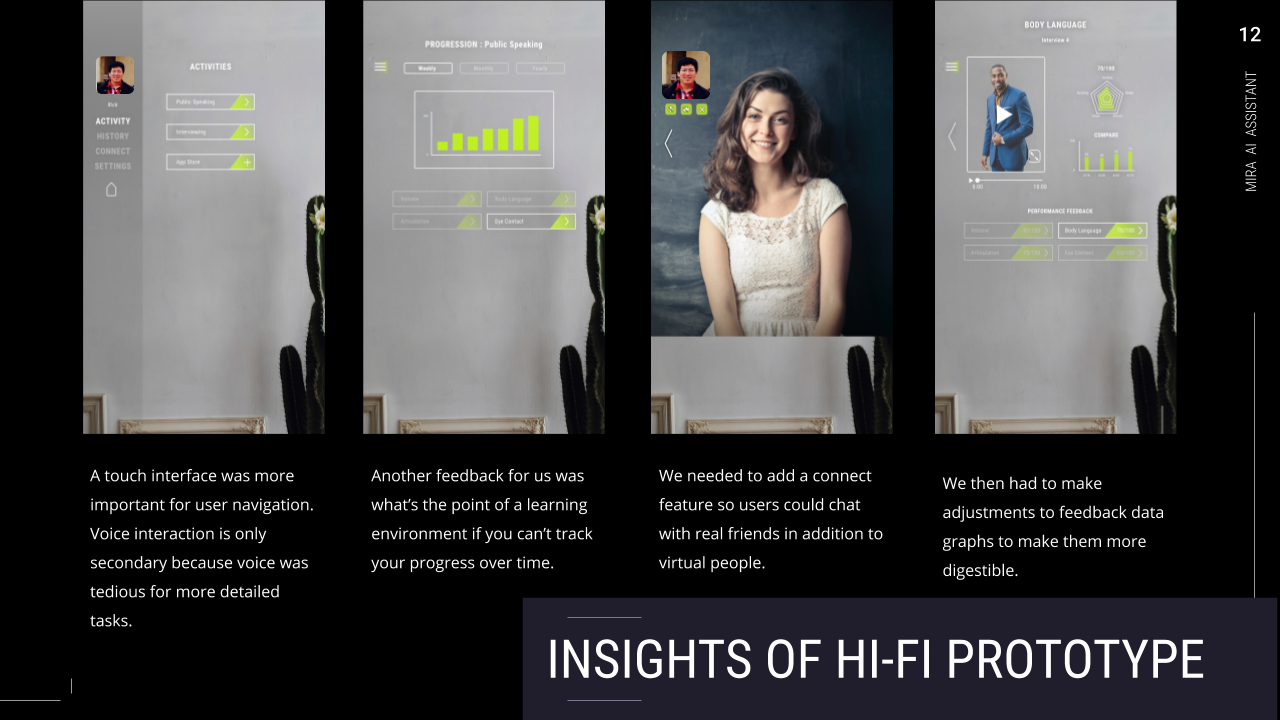 12
MIRA AI ASSISTANT
ACTIVITIES
Rick
ACTIVITY
HISTORY
CONNECT
SETTINGS
Public Speaking
Interviewing
App Store
PROGRESSION : Public Speaking
Weekly
Monthly
Yearly
Volume
Body Language
Articulation
Eye Contact
BODY LANGUAGE
Interview 4
70/100
COMPARE
0:00
10:00
PERFORMANCE FEEDBACK
Volume
Body Language 70/100
Articulation
Eye Contact
A touch interface was more
important for user navigation.
Voice interaction is only
secondary because voice was
tedious for more detailed
tasks.
Another feedback for us was
what’s the point of a learning
environment if you can’t track
your progress over time.
We needed to add a connect
feature so users could chat
with real friends in addition to
virtual people.
We then had to make
adjustments to feedback data
graphs to make them more
digestible.
INSIGHTS OF HI-FI PROTOTYPE